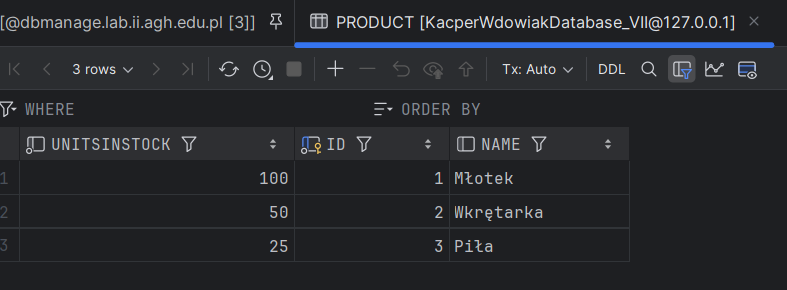 [@dbmanage.lab.ii.agh.edu.pl [3]] PRODUCT [KacperWdowiakDatabase_VII@127.0.0.1]
3 rows Tx: Auto DDL
WHERE ORDER BY
UNITSINSTOCK ID NAME
1 100 1 Młotek
2 50 2 Wkrętarka
3 25 3 Piła